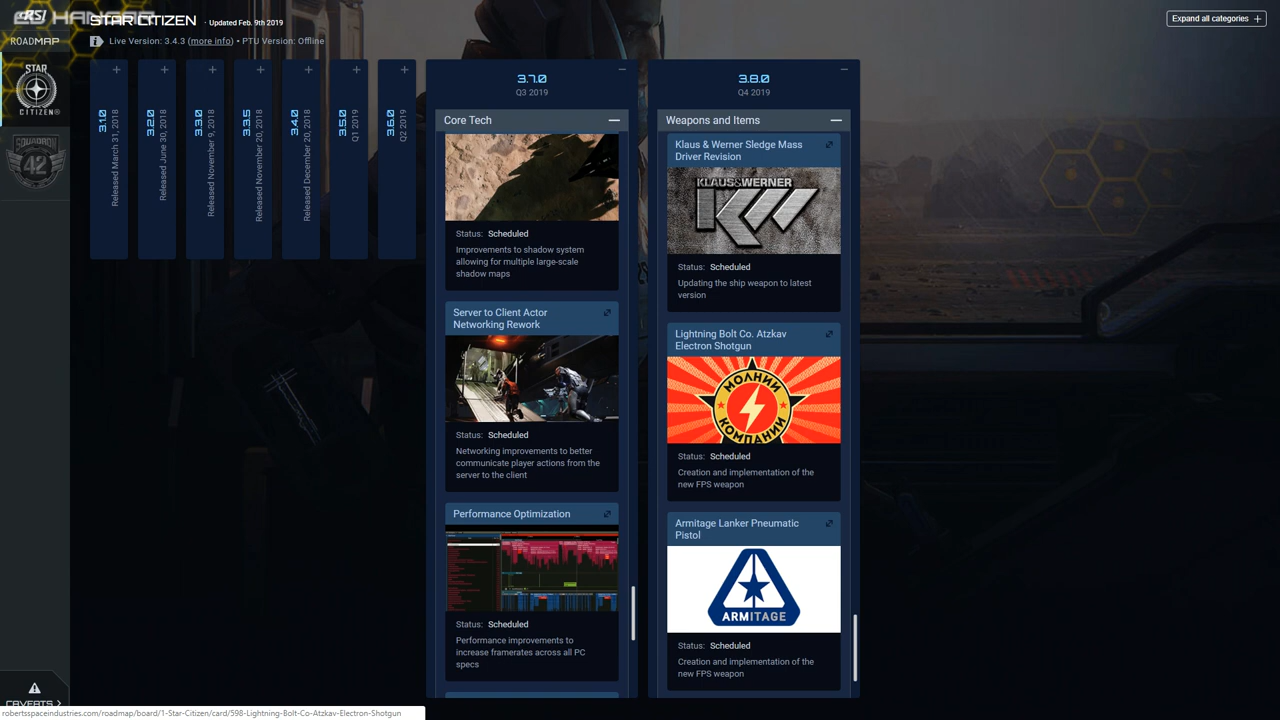 RSI
STAR CITIZEN
· Updated Feb. 9th 2019
Expand all categories
ROADMAP
Live Version: 3.4.3 (more info) • PTU Version: Offline
STAR
CITIZEN®
SQUADRON
42
3.1.0
Released March 31, 2018
3.2.0
Released June 30, 2018
3.3.0
Released November 9, 2018
3.3.5
Released November 20, 2018
3.4.0
Released December 20, 2018
3.5.0
Q1 2019
3.6.0
Q2 2019
3.7.0
Q3 2019
Core Tech
Status: Scheduled
Improvements to shadow system
allowing for multiple large-scale
shadow maps
Server to Client Actor
Networking Rework
Status: Scheduled
Networking improvements to better
communicate player actions from the
server to the client
Performance Optimization
Status: Scheduled
Performance improvements to
increase framerates across all PC
specs
3.8.0
Q4 2019
Weapons and Items
Klaus & Werner Sledge Mass
Driver Revision
KLAUS&WERNER
Status: Scheduled
Updating the ship weapon to latest
version
Lightning Bolt Co. Atzkav
Electron Shotgun
МОЛНИИ
КОМПАНИИ
Status: Scheduled
Creation and implementation of the
new FPS weapon
Armitage Lanker Pneumatic
Pistol
ARMITAGE
Status: Scheduled
Creation and implementation of the
new FPS weapon
CAVEATS
robertsspaceindustries.com/roadmap/board/1-Star-Citizen/card/598-Lightning-Bolt-Co-Atzkav-Electron-Shotgun